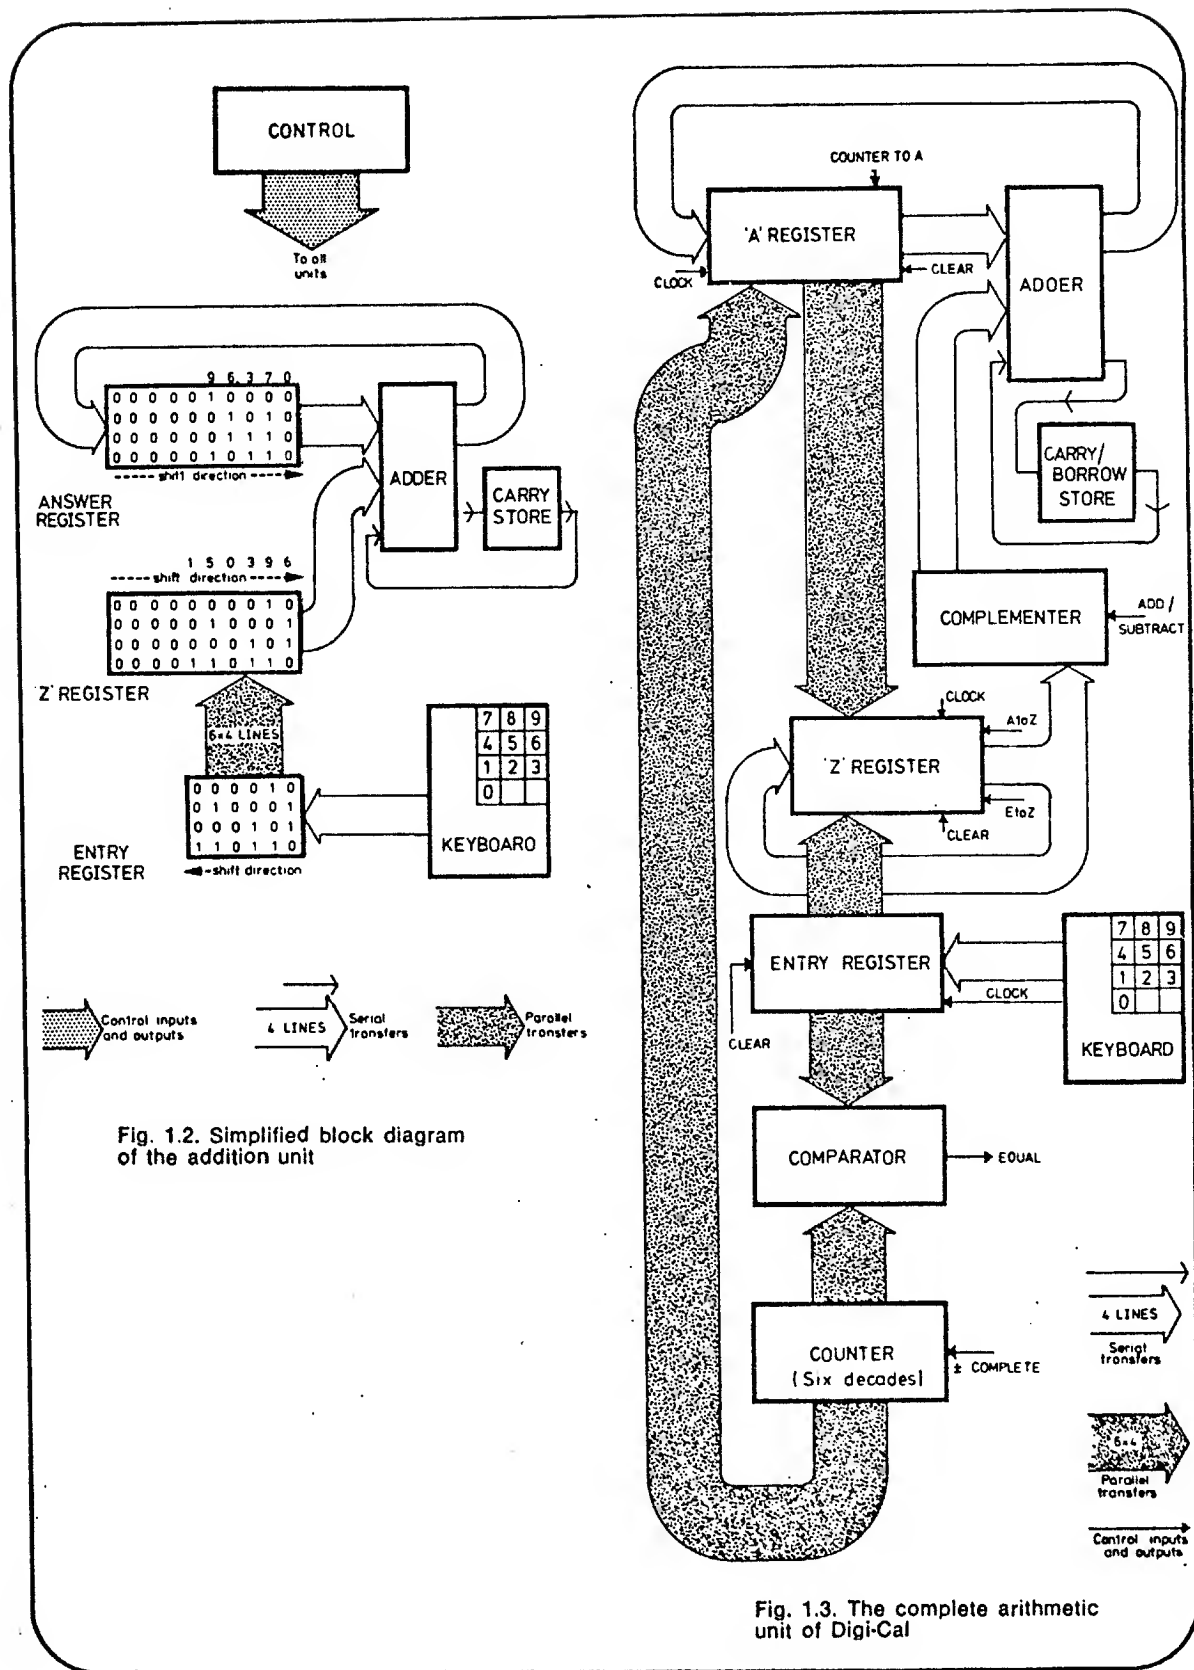 CONTROL
To all
units
9 6. 3 7 0
0 0 0 0 0 1 0 0 0 0
0 0 0 0 0 0 1 0 1 0
0 0 0 0 0 0 1 1 1 0
0 0 0 0 0 1 0 1 1 0
shift direction
ANSWER
REGISTER
ADDER
CARRY
STORE
1 5 0 3 9 6
shift direction
0 0 0 0 0 0 0 0 1 0
0 0 0 0 0 1 0 0 0 1
0 0 0 0 0 0 0 1 0 1
0 0 0 0 1 1 0 1 1 0
'Z' REGISTER
6×4 LINES
0 0 0 0 1 0
0 1 0 0 0 1
0 0 0 1 0 1
1 1 0 1 1 0
ENTRY
REGISTER
shift direction
7 8 9
4 5 6
1 2 3
0
KEYBOARD
Control inputs
and outputs
4 LINES
Serial
transfers
Parallel
transfers
Fig. 1.2. Simplified block diagram
of the addition unit
COUNTER TO A
'A' REGISTER
CLOCK
CLEAR
ADDER
CARRY/
BORROW
STORE
COMPLEMENTER
ADD /
SUBTRACT
CLOCK
A to Z
'Z' REGISTER
E to Z
CLEAR
ENTRY REGISTER
CLOCK
CLEAR
7 8 9
4 5 6
1 2 3
0
KEYBOARD
COMPARATOR
EQUAL
COUNTER
(Six decades)
± COMPLETE
4 LINES
Serial
transfers
6×4
Parallel
transfers
Control inputs
and outputs
Fig. 1.3. The complete arithmetic
unit of Digi-Cal